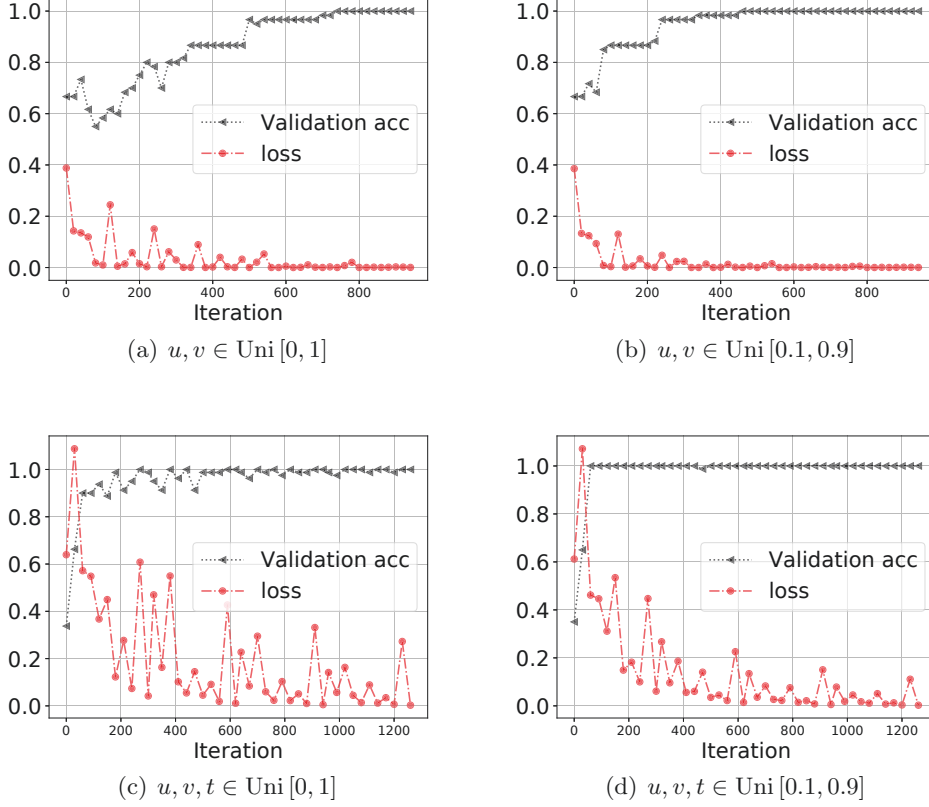 1.0
0.8
0.6
0.4
0.2
0.0
Validation acc
loss
0 200 400 600 800
Iteration
(a) u, v ∈ Uni [0, 1]
1.0
0.8
0.6
0.4
0.2
0.0
Validation acc
loss
0 200 400 600 800
Iteration
(b) u, v ∈ Uni [0.1, 0.9]
1.0
0.8
0.6
0.4
0.2
0.0
Validation acc
loss
0 200 400 600 800 1000 1200
Iteration
(c) u, v, t ∈ Uni [0, 1]
1.0
0.8
0.6
0.4
0.2
0.0
Validation acc
loss
0 200 400 600 800 1000 1200
Iteration
(d) u, v, t ∈ Uni [0.1, 0.9]